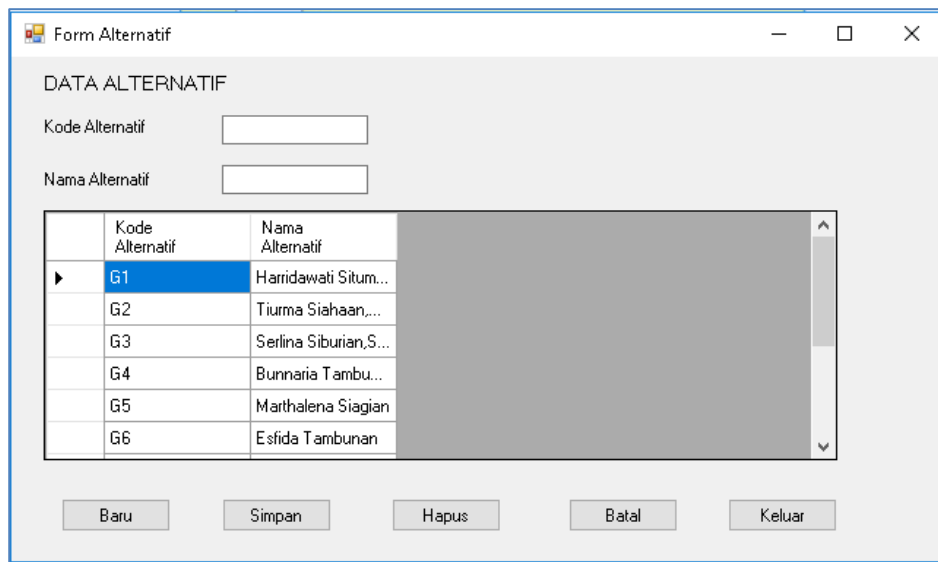 Form Alternatif
DATA ALTERNATIF
Kode Alternatif
Nama Alternatif
Kode Alternatif Nama Alternatif
G1 Harridawati Situm...
G2 Tiurma Siahaan,...
G3 Serlina Siburian,S...
G4 Bunnaria Tambu...
G5 Marthalena Siagian
G6 Esfida Tambunan
Baru Simpan Hapus Batal Keluar